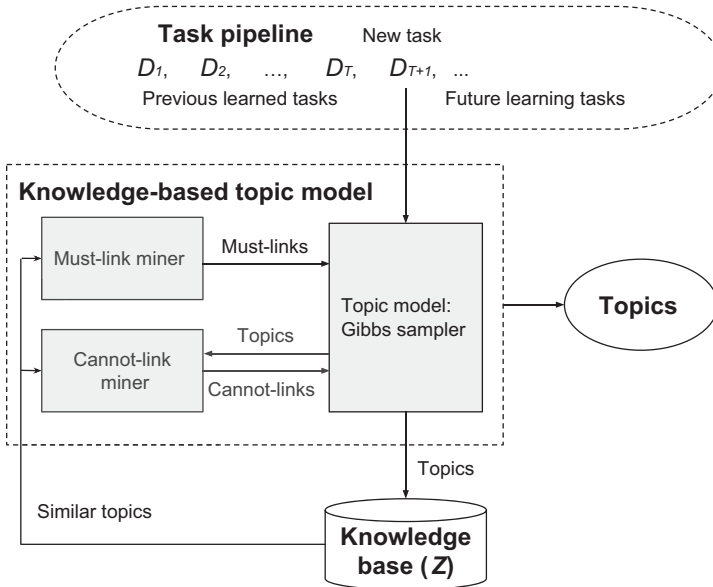 Task pipeline New task
D1, D2, ..., DT, DT+1, ...
Previous learned tasks Future learning tasks
Knowledge-based topic model
Must-link miner
Must-links
Topic model:
Gibbs sampler
Topics
Cannot-link
miner
Topics
Cannot-links
Topics
Similar topics
Knowledge
base (Z)